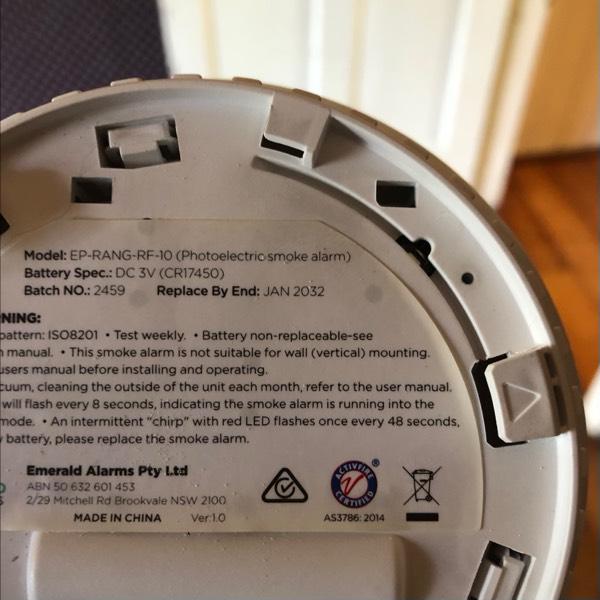 Model: EP-RANG-RF-10 (Photoelectric smoke alarm)
Battery Spec.: DC 3V (CR17450)
Batch NO.: 2459 Replace By End: JAN 2032
NING:
pattern: ISO8201 • Test weekly. • Battery non-replaceable-see
manual. • This smoke alarm is not suitable for wall (vertical) mounting.
users manual before installing and operating.
cuum, cleaning the outside of the unit each month, refer to the user manual.
will flash every 8 seconds, indicating the smoke alarm is running into the
mode. • An intermittent "chirp" with red LED flashes once every 48 seconds,
battery, please replace the smoke alarm.
Emerald Alarms Pty Ltd
ABN 50 632 601 453
2/29 Mitchell Rd Brookvale NSW 2100
MADE IN CHINA Ver:1.0
ACTIVFIRE
®
CERTIFIED
AS3786: 2014